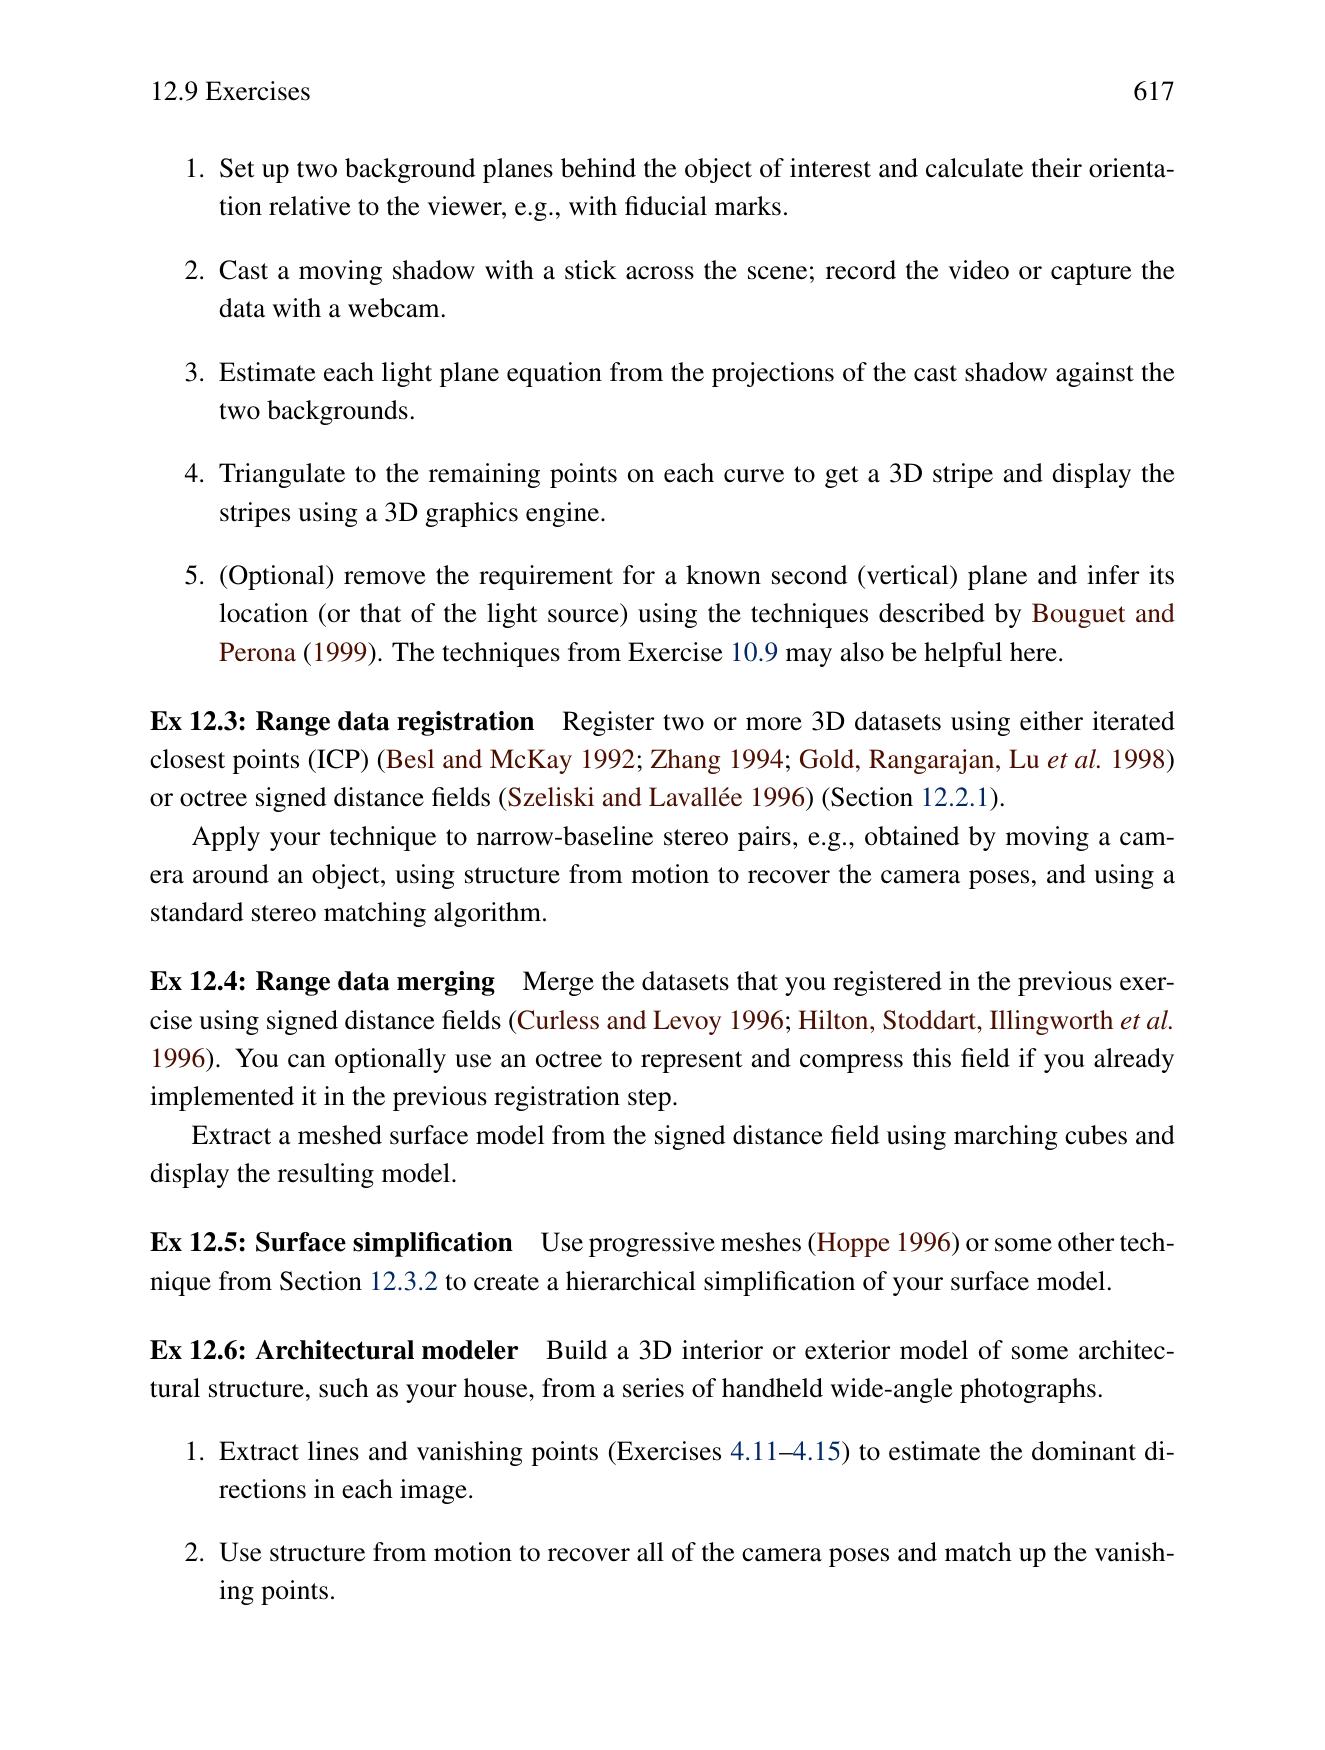 12.9 Exercises 617
1. Set up two background planes behind the object of interest and calculate their orienta-
tion relative to the viewer, e.g., with fiducial marks.
2. Cast a moving shadow with a stick across the scene; record the video or capture the
data with a webcam.
3. Estimate each light plane equation from the projections of the cast shadow against the
two backgrounds.
4. Triangulate to the remaining points on each curve to get a 3D stripe and display the
stripes using a 3D graphics engine.
5. (Optional) remove the requirement for a known second (vertical) plane and infer its
location (or that of the light source) using the techniques described by Bouguet and
Perona (1999). The techniques from Exercise 10.9 may also be helpful here.
Ex 12.3: Range data registration Register two or more 3D datasets using either iterated
closest points (ICP) (Besl and McKay 1992; Zhang 1994; Gold, Rangarajan, Lu et al. 1998)
or octree signed distance fields (Szeliski and Lavallée 1996) (Section 12.2.1).
Apply your technique to narrow-baseline stereo pairs, e.g., obtained by moving a cam-
era around an object, using structure from motion to recover the camera poses, and using a
standard stereo matching algorithm.
Ex 12.4: Range data merging Merge the datasets that you registered in the previous exer-
cise using signed distance fields (Curless and Levoy 1996; Hilton, Stoddart, Illingworth et al.
1996). You can optionally use an octree to represent and compress this field if you already
implemented it in the previous registration step.
Extract a meshed surface model from the signed distance field using marching cubes and
display the resulting model.
Ex 12.5: Surface simplification Use progressive meshes (Hoppe 1996) or some other tech-
nique from Section 12.3.2 to create a hierarchical simplification of your surface model.
Ex 12.6: Architectural modeler Build a 3D interior or exterior model of some architec-
tural structure, such as your house, from a series of handheld wide-angle photographs.
1. Extract lines and vanishing points (Exercises 4.11–4.15) to estimate the dominant di-
rections in each image.
2. Use structure from motion to recover all of the camera poses and match up the vanish-
ing points.